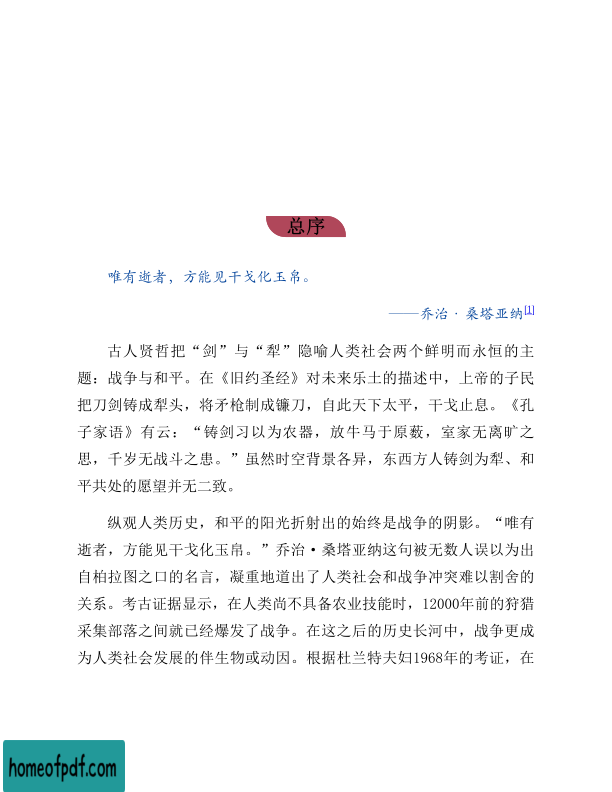 总序
唯有逝者，方能见干戈化玉帛。
——乔治·桑塔亚纳[1]
古人贤哲把“剑”与“犁”隐喻人类社会两个鲜明而永恒的主
题：战争与和平。在《旧约圣经》对未来乐土的描述中，上帝的子民
把刀剑铸成犁头，将矛枪制成镰刀，自此天下太平，干戈止息。《孔
子家语》有云：“铸剑习以为农器，放牛马于原薮，室家无离旷之
思，千岁无战斗之患。”虽然时空背景各异，东西方人铸剑为犁、和
平共处的愿望并无二致。
纵观人类历史，和平的阳光折射出的始终是战争的阴影。“唯有
逝者，方能见干戈化玉帛。”乔治·桑塔亚纳这句被无数人误以为出
自柏拉图之口的名言，凝重地道出了人类社会和战争冲突难以割舍的
关系。考古证据显示，在人类尚不具备农业技能时，12000年前的狩猎
采集部落之间就已经爆发了战争。在这之后的历史长河中，战争更成
为人类社会发展的伴生物或动因。根据杜兰特夫妇1968年的考证，在
homeofpdf.com